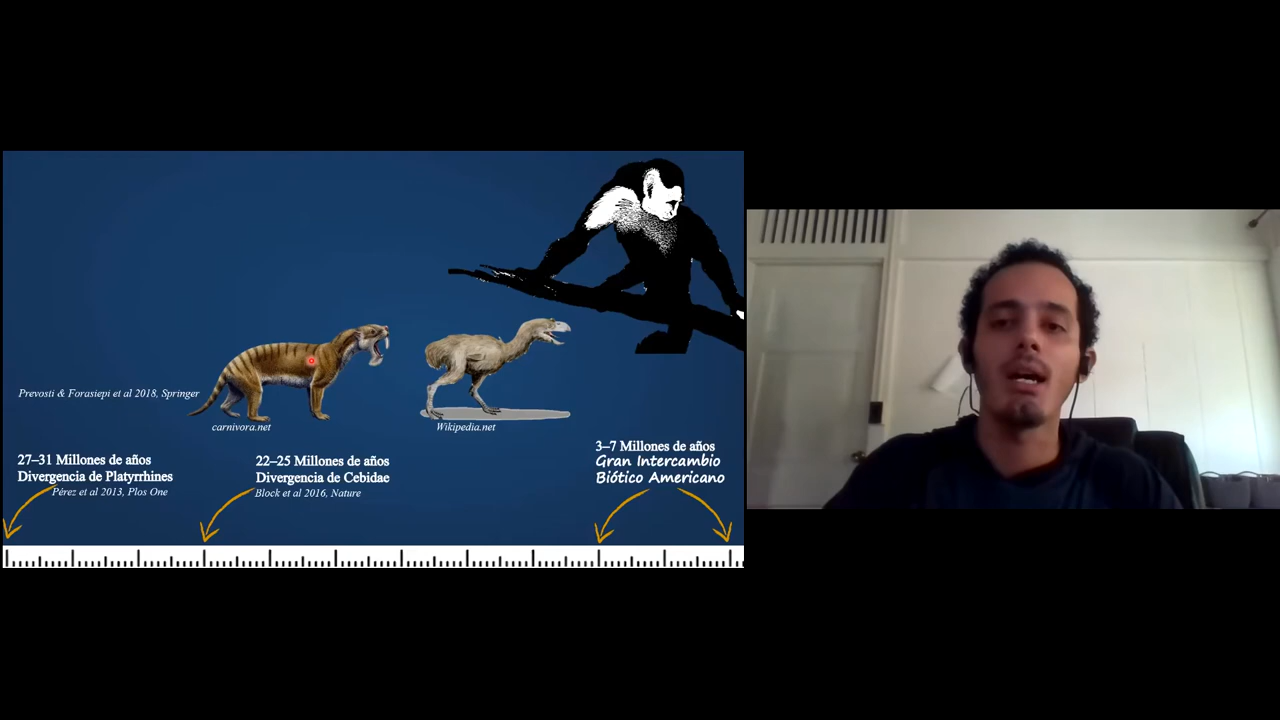 Prevosti & Forasiepi et al 2018, Springer
carnivora.net
Wikipedia.net
27–31 Millones de años
Divergencia de Platyrrhines
Pérez et al 2013, Plos One
22–25 Millones de años
Divergencia de Cebidae
Block et al 2016, Nature
3–7 Millones de años
Gran Intercambio
Biótico Americano